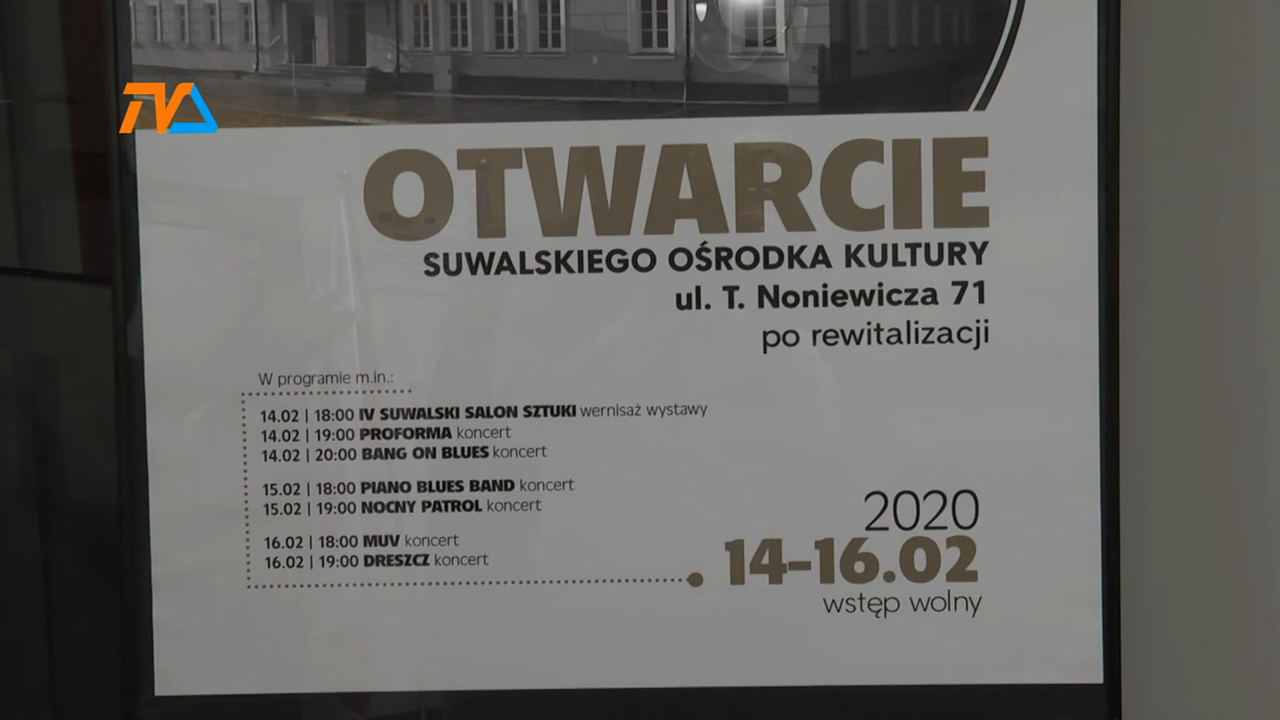 TVA
OTWARCIE
SUWALSKIEGO OŚRODKA KULTURY
ul. T. Noniewicza 71
po rewitalizacji
W programie m.in.:
14.02 | 18:00 IV SUWALSKI SALON SZTUKI wernisaż wystawy
14.02 | 19:00 PROFORMA koncert
14.02 | 20:00 BANG ON BLUES koncert
15.02 | 18:00 PIANO BLUES BAND koncert
15.02 | 19:00 NOCNY PATROL koncert
16.02 | 18:00 MUV koncert
16.02 | 19:00 DRESZCZ koncert
2020
14-16.02
wstęp wolny